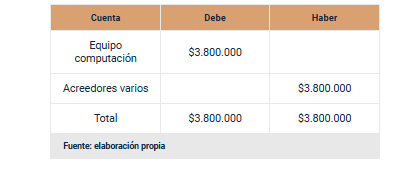 Cuenta Debe Haber
Equipo
computación $3.800.000
Acreedores varios $3.800.000
Total $3.800.000 $3.800.000
Fuente: elaboración propia